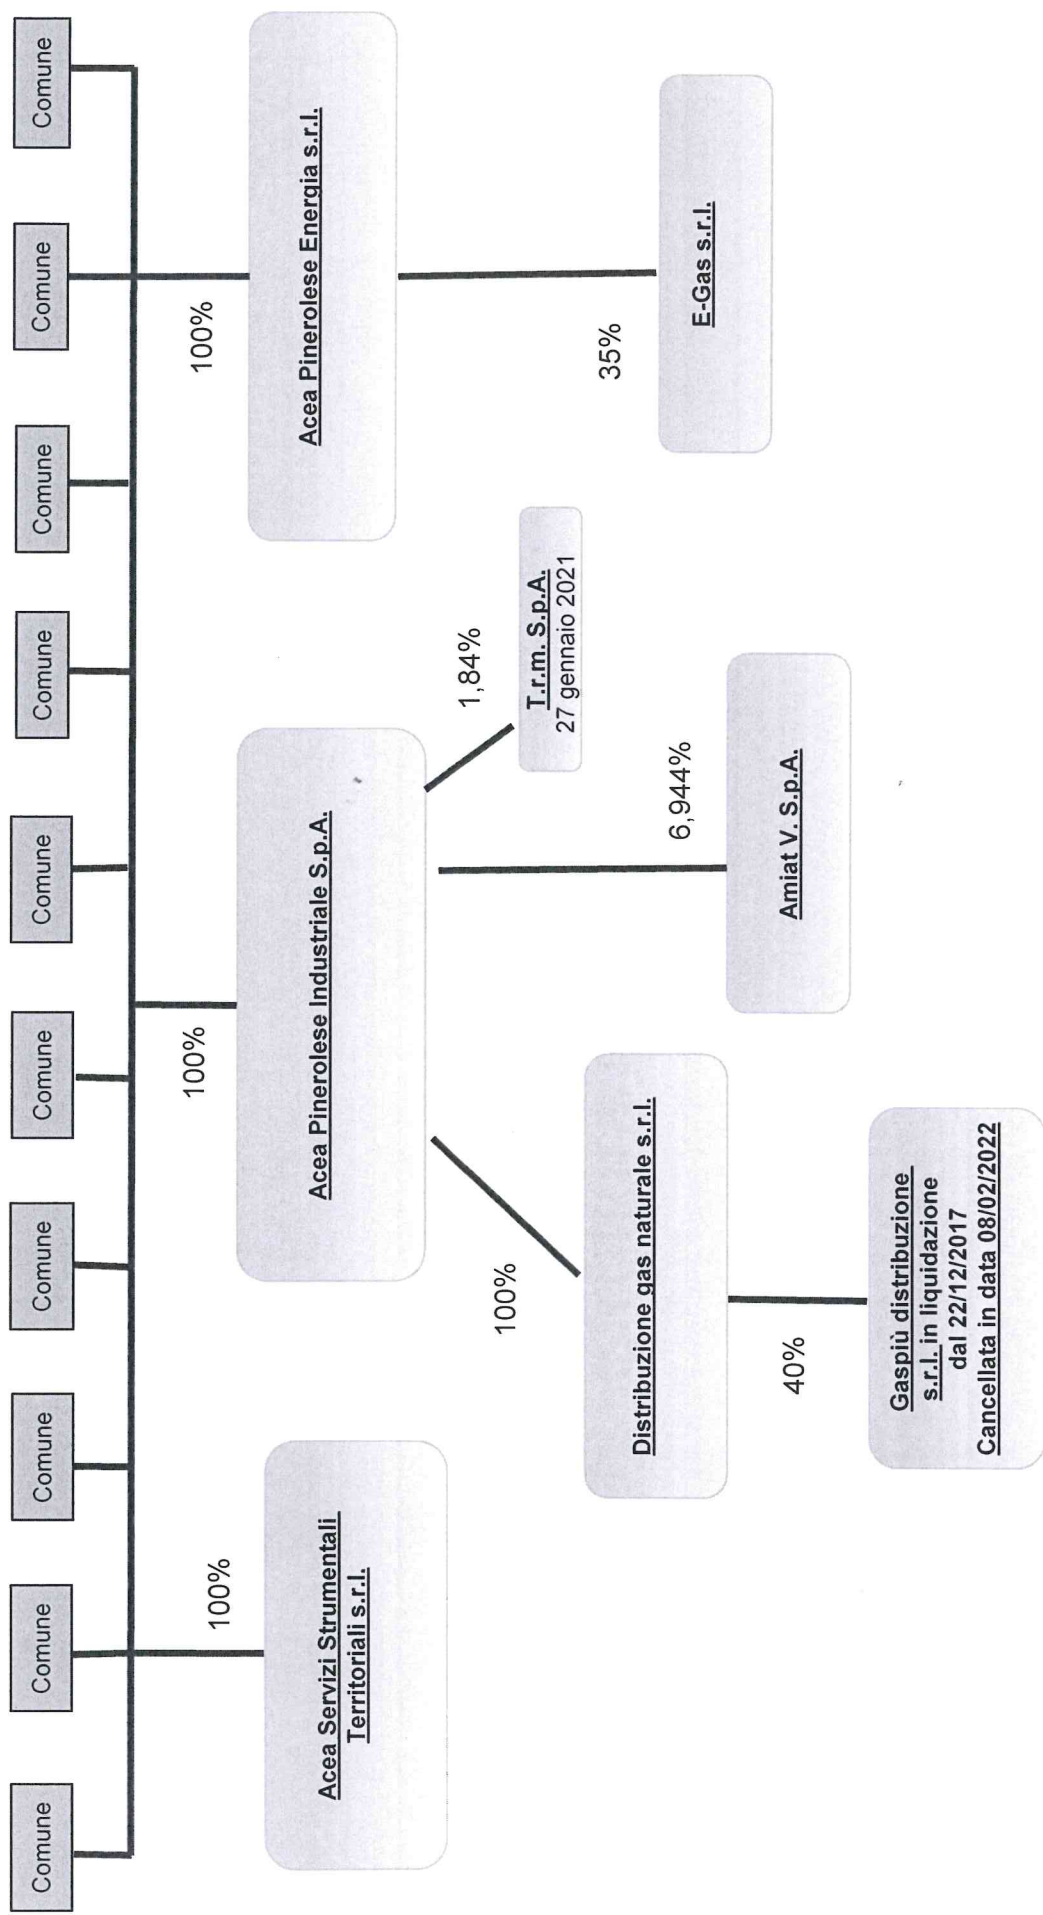 Comune
Comune
Comune
Comune
Comune
Comune
Comune
Comune
Comune
Comune
100%
100%
100%
Acea Servizi Strumentali
Territoriali s.r.l.
Acea Pinerolese Industriale S.p.A.
Acea Pinerolese Energia s.r.l.
100%
1,84%
T.r.m. S.p.A.
27 gennaio 2021
35%
Distribuzione gas naturale s.r.l.
6,944%
E-Gas s.r.l.
40%
Amiat V. S.p.A.
Gaspiù distribuzione
s.r.l. in liquidazione
dal 22/12/2017
Cancellata in data 08/02/2022